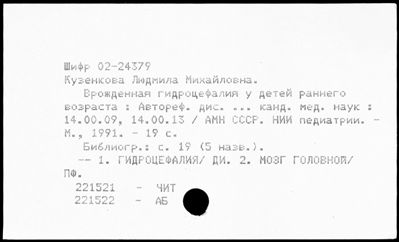 Шифр 02-24379
Кузенкова Людмила Михайловна.
Врожденная гидроцефалия у детей раннего
возраста : Автореф. дис. ... канд. мед. наук :
14.00.09, 14.00.13 / АМН СССР. НИИ педиатрии. -
М., 1991. - 19 с.
Библиогр.: с. 19 (5 назв.).
-- 1. ГИДРОЦЕФАЛИЯ/ ДИ. 2. МОЗГ ГОЛОВНОЙ/
ПФ.
221521 - ЧИТ
221522 - АБ